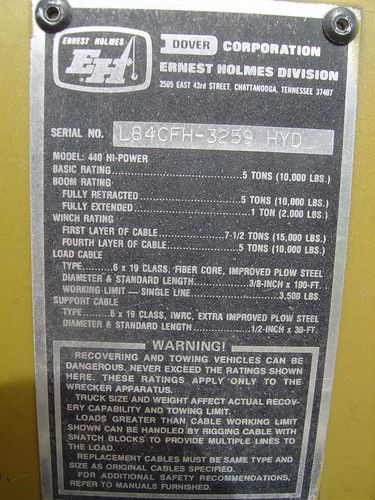 ERNEST HOLMES
EH
DOVER CORPORATION
ERNEST HOLMES DIVISION
2505 EAST 43rd STREET, CHATTANOOGA, TENNESSEE 37407
SERIAL NO. L84CFH-3259 HYD
MODEL: 440 HI-POWER
BASIC RATING....................5 TONS (10,000 LBS.)
BOOM RATING
FULLY RETRACTED....................5 TONS (10,000 LBS.)
FULLY EXTENDED....................1 TON (2,000 LBS.)
WINCH RATING
FIRST LAYER OF CABLE....................7-1/2 TONS (15,000 LBS.)
FOURTH LAYER OF CABLE....................5 TONS (10,000 LBS.)
LOAD CABLE
TYPE........6 x 19 CLASS, FIBER CORE, IMPROVED PLOW STEEL
DIAMETER & STANDARD LENGTH....................3/8-INCH x 100-FT.
WORKING-LIMIT — SINGLE LINE....................3,500 LBS.
SUPPORT CABLE
TYPE........6 x 19 CLASS, IWRC, EXTRA IMPROVED PLOW STEEL
DIAMETER & STANDARD LENGTH....................1/2-INCH x 30-FT.
WARNING!
RECOVERING AND TOWING VEHICLES CAN BE
DANGEROUS. NEVER EXCEED THE RATINGS SHOWN
HERE. THESE RATINGS APPLY ONLY TO THE
WRECKER APPARATUS.
TRUCK SIZE AND WEIGHT AFFECT ACTUAL RECOV-
ERY CAPABILITY AND TOWING LIMIT.
LOADS GREATER THAN CABLE WORKING LIMIT
SHOWN CAN BE HANDLED BY RIGGING CABLE WITH
SNATCH BLOCKS TO PROVIDE MULTIPLE LINES TO
THE LOAD.
REPLACEMENT CABLES MUST BE SAME TYPE AND
SIZE AS ORIGINAL CABLES SPECIFIED.
FOR ADDITIONAL SAFETY RECOMMENDATIONS,
REFER TO MANUALS FURNISHED.